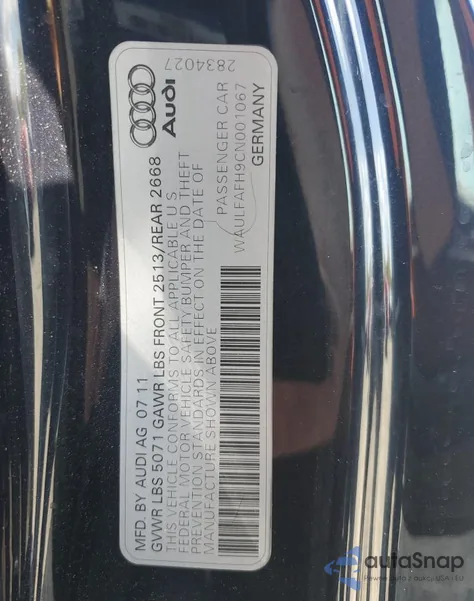 2834027
Audi
MFD. BY AUDI AG 07 11
GVWR LBS 5071 GAWR LBS FRONT 2513/REAR 2668
THIS VEHICLE CONFORMS TO ALL APPLICABLE U S
FEDERAL MOTOR VEHICLE SAFETY BUMPER AND THEFT
PREVENTION STANDARDS IN EFFECT ON THE DATE OF
MANUFACTURE SHOWN ABOVE
PASSENGER CAR
WAULFAFH9CN001067
GERMANY
autoSnap